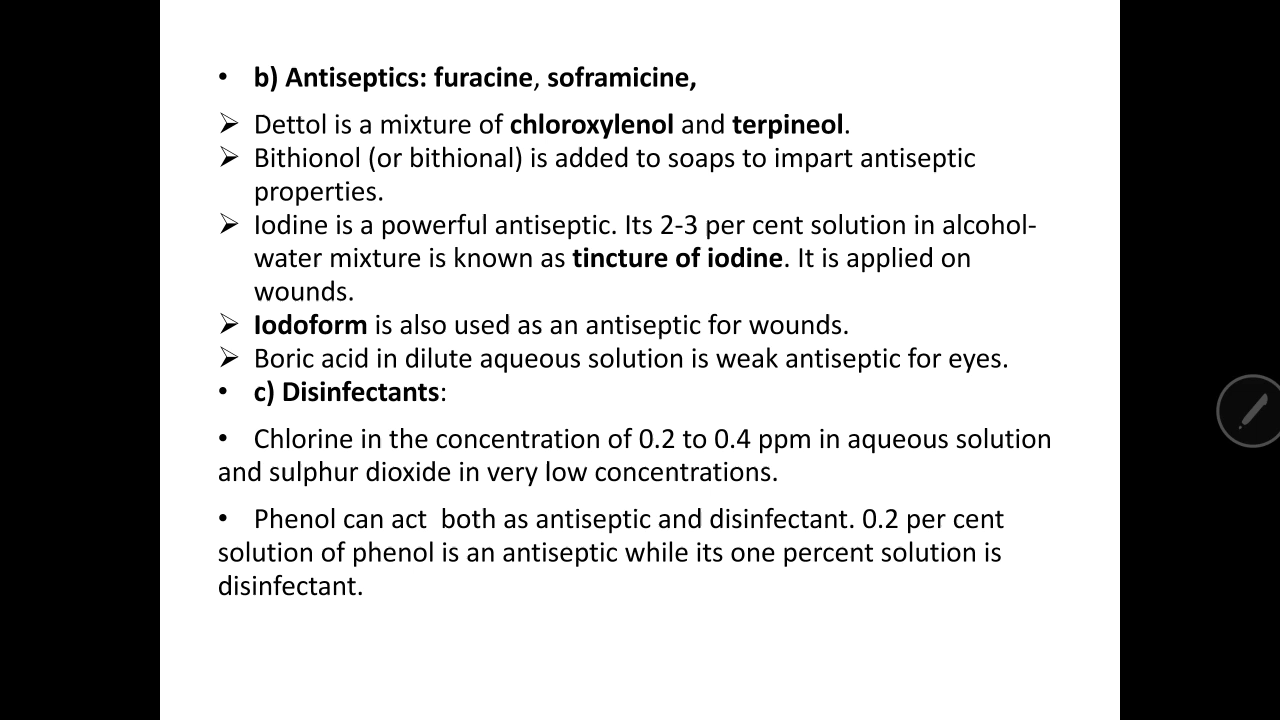 • b) Antiseptics: furacine, soframicine,
➢ Dettol is a mixture of chloroxylenol and terpineol.
➢ Bithionol (or bithional) is added to soaps to impart antiseptic
properties.
➢ Iodine is a powerful antiseptic. Its 2-3 per cent solution in alcohol-
water mixture is known as tincture of iodine. It is applied on
wounds.
➢ Iodoform is also used as an antiseptic for wounds.
➢ Boric acid in dilute aqueous solution is weak antiseptic for eyes.
• c) Disinfectants:
• Chlorine in the concentration of 0.2 to 0.4 ppm in aqueous solution
and sulphur dioxide in very low concentrations.
• Phenol can act  both as antiseptic and disinfectant. 0.2 per cent
solution of phenol is an antiseptic while its one percent solution is
disinfectant.